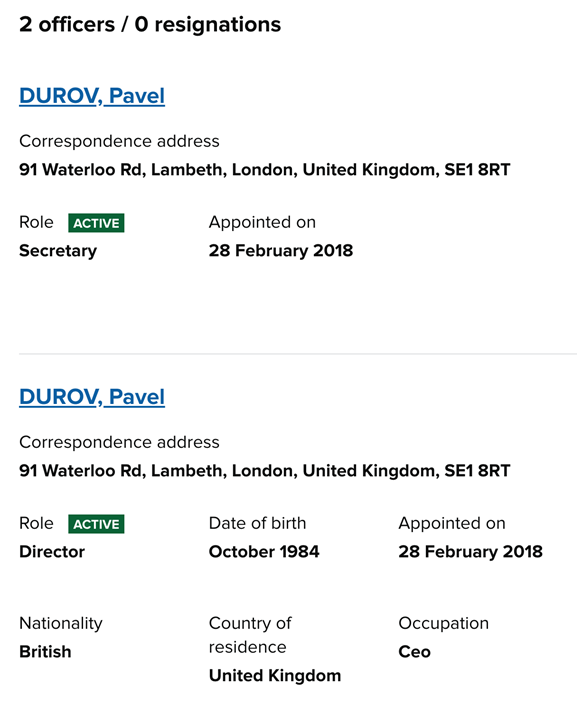 2 officers / 0 resignations
DUROV, Pavel
Correspondence address
91 Waterloo Rd, Lambeth, London, United Kingdom, SE1 8RT
Role ACTIVE Appointed on
Secretary 28 February 2018
DUROV, Pavel
Correspondence address
91 Waterloo Rd, Lambeth, London, United Kingdom, SE1 8RT
Role ACTIVE Date of birth Appointed on
Director October 1984 28 February 2018
Nationality Country of Occupation
residence
British Ceo
United Kingdom